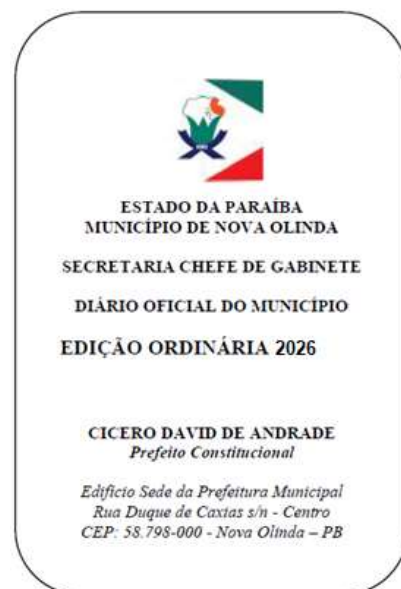 ESTADO DA PARAÍBA
MUNICÍPIO DE NOVA OLINDA
SECRETARIA CHEFE DE GABINETE
DIÁRIO OFICIAL DO MUNICÍPIO
EDIÇÃO ORDINÁRIA 2026
CICERO DAVID DE ANDRADE
Prefeito Constitucional
Edifício Sede da Prefeitura Municipal
Rua Duque de Caxias s/n - Centro
CEP: 58.798-000 - Nova Olinda – PB